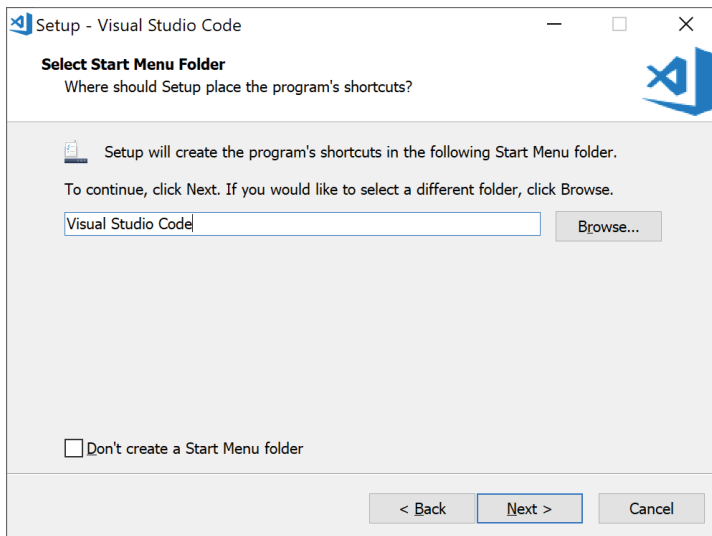 Setup - Visual Studio Code
Select Start Menu Folder
Where should Setup place the program's shortcuts?
Setup will create the program's shortcuts in the following Start Menu folder.
To continue, click Next. If you would like to select a different folder, click Browse.
Visual Studio Code
Browse...
Don't create a Start Menu folder
< Back
Next >
Cancel